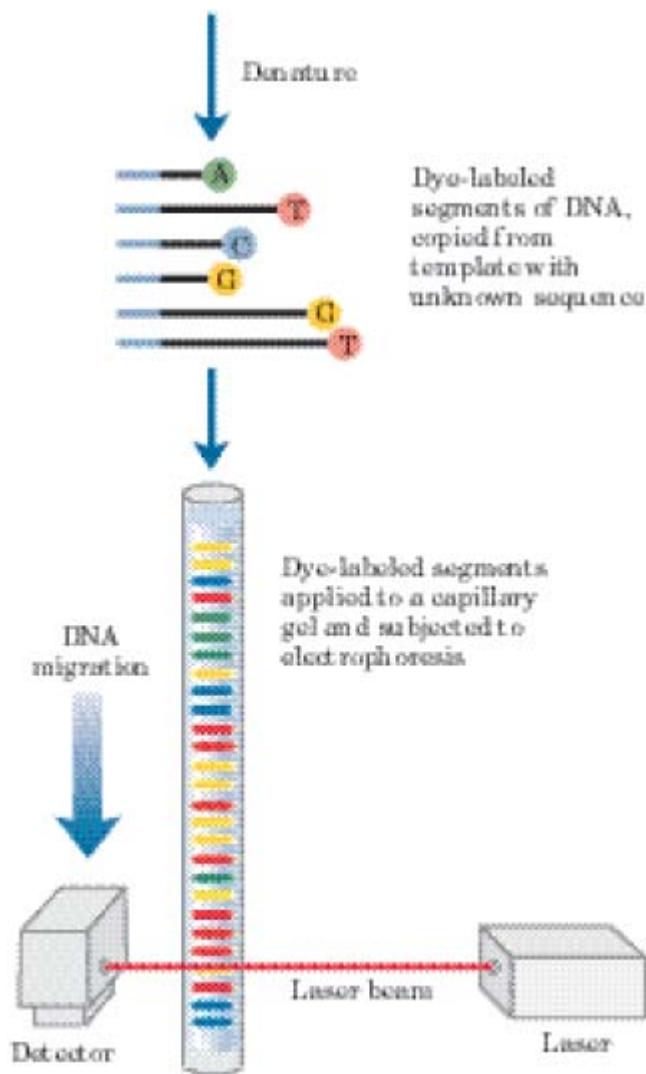 Denature
A
T
C
G
G
T
Dye-labeled
segments of DNA,
copied from
template with
unknown sequence
Dye-labeled segments
applied to a capillary
gel and subjected to
electrophoresis
DNA
migration
Laser beam
Detector
Laser